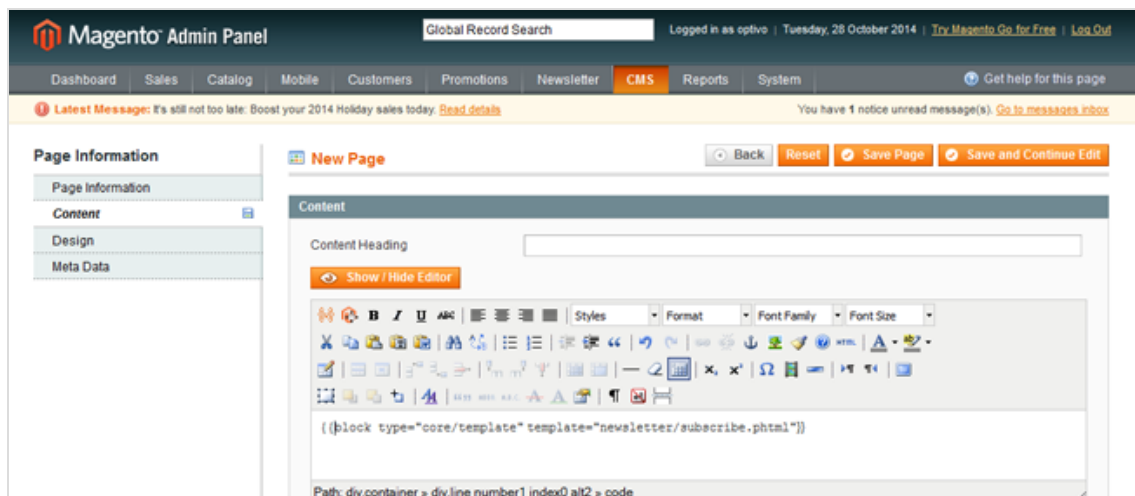 Magento Admin Panel
Global Record Search
Logged in as optivo | Tuesday, 28 October 2014 | Try Magento Go for Free | Log Out
Dashboard Sales Catalog Mobile Customers Promotions Newsletter CMS Reports System Get help for this page
Latest Message: It's still not too late: Boost your 2014 Holiday sales today. Read details You have 1 notice unread message(s). Go to messages inbox
Page Information
Page Information
Content
Design
Meta Data
New Page
Back Reset Save Page Save and Continue Edit
Content
Content Heading
Show / Hide Editor
B I U ABC Styles Format Font Family Font Size
HTML A ab
{{block type="core/template" template="newsletter/subscribe.phtml"}}
Path: div.container » div.line number1 index0 alt2 » code